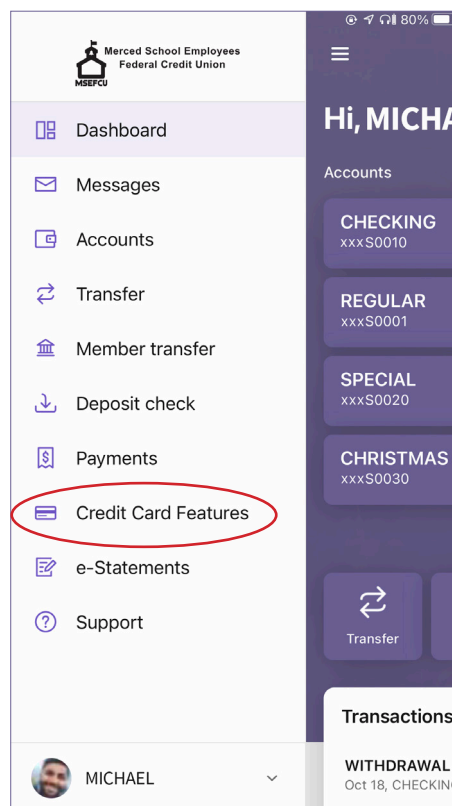 Merced School Employees
Federal Credit Union
MSEFCU
Dashboard
Messages
Accounts
Transfer
Member transfer
Deposit check
Payments
Credit Card Features
e-Statements
Support
MICHAEL
80%
Hi, MICHA
Accounts
CHECKING
xxxS0010
REGULAR
xxxS0001
SPECIAL
xxxS0020
CHRISTMAS
xxxS0030
Transfer
Transactions
WITHDRAWAL
Oct 18, CHECKIN